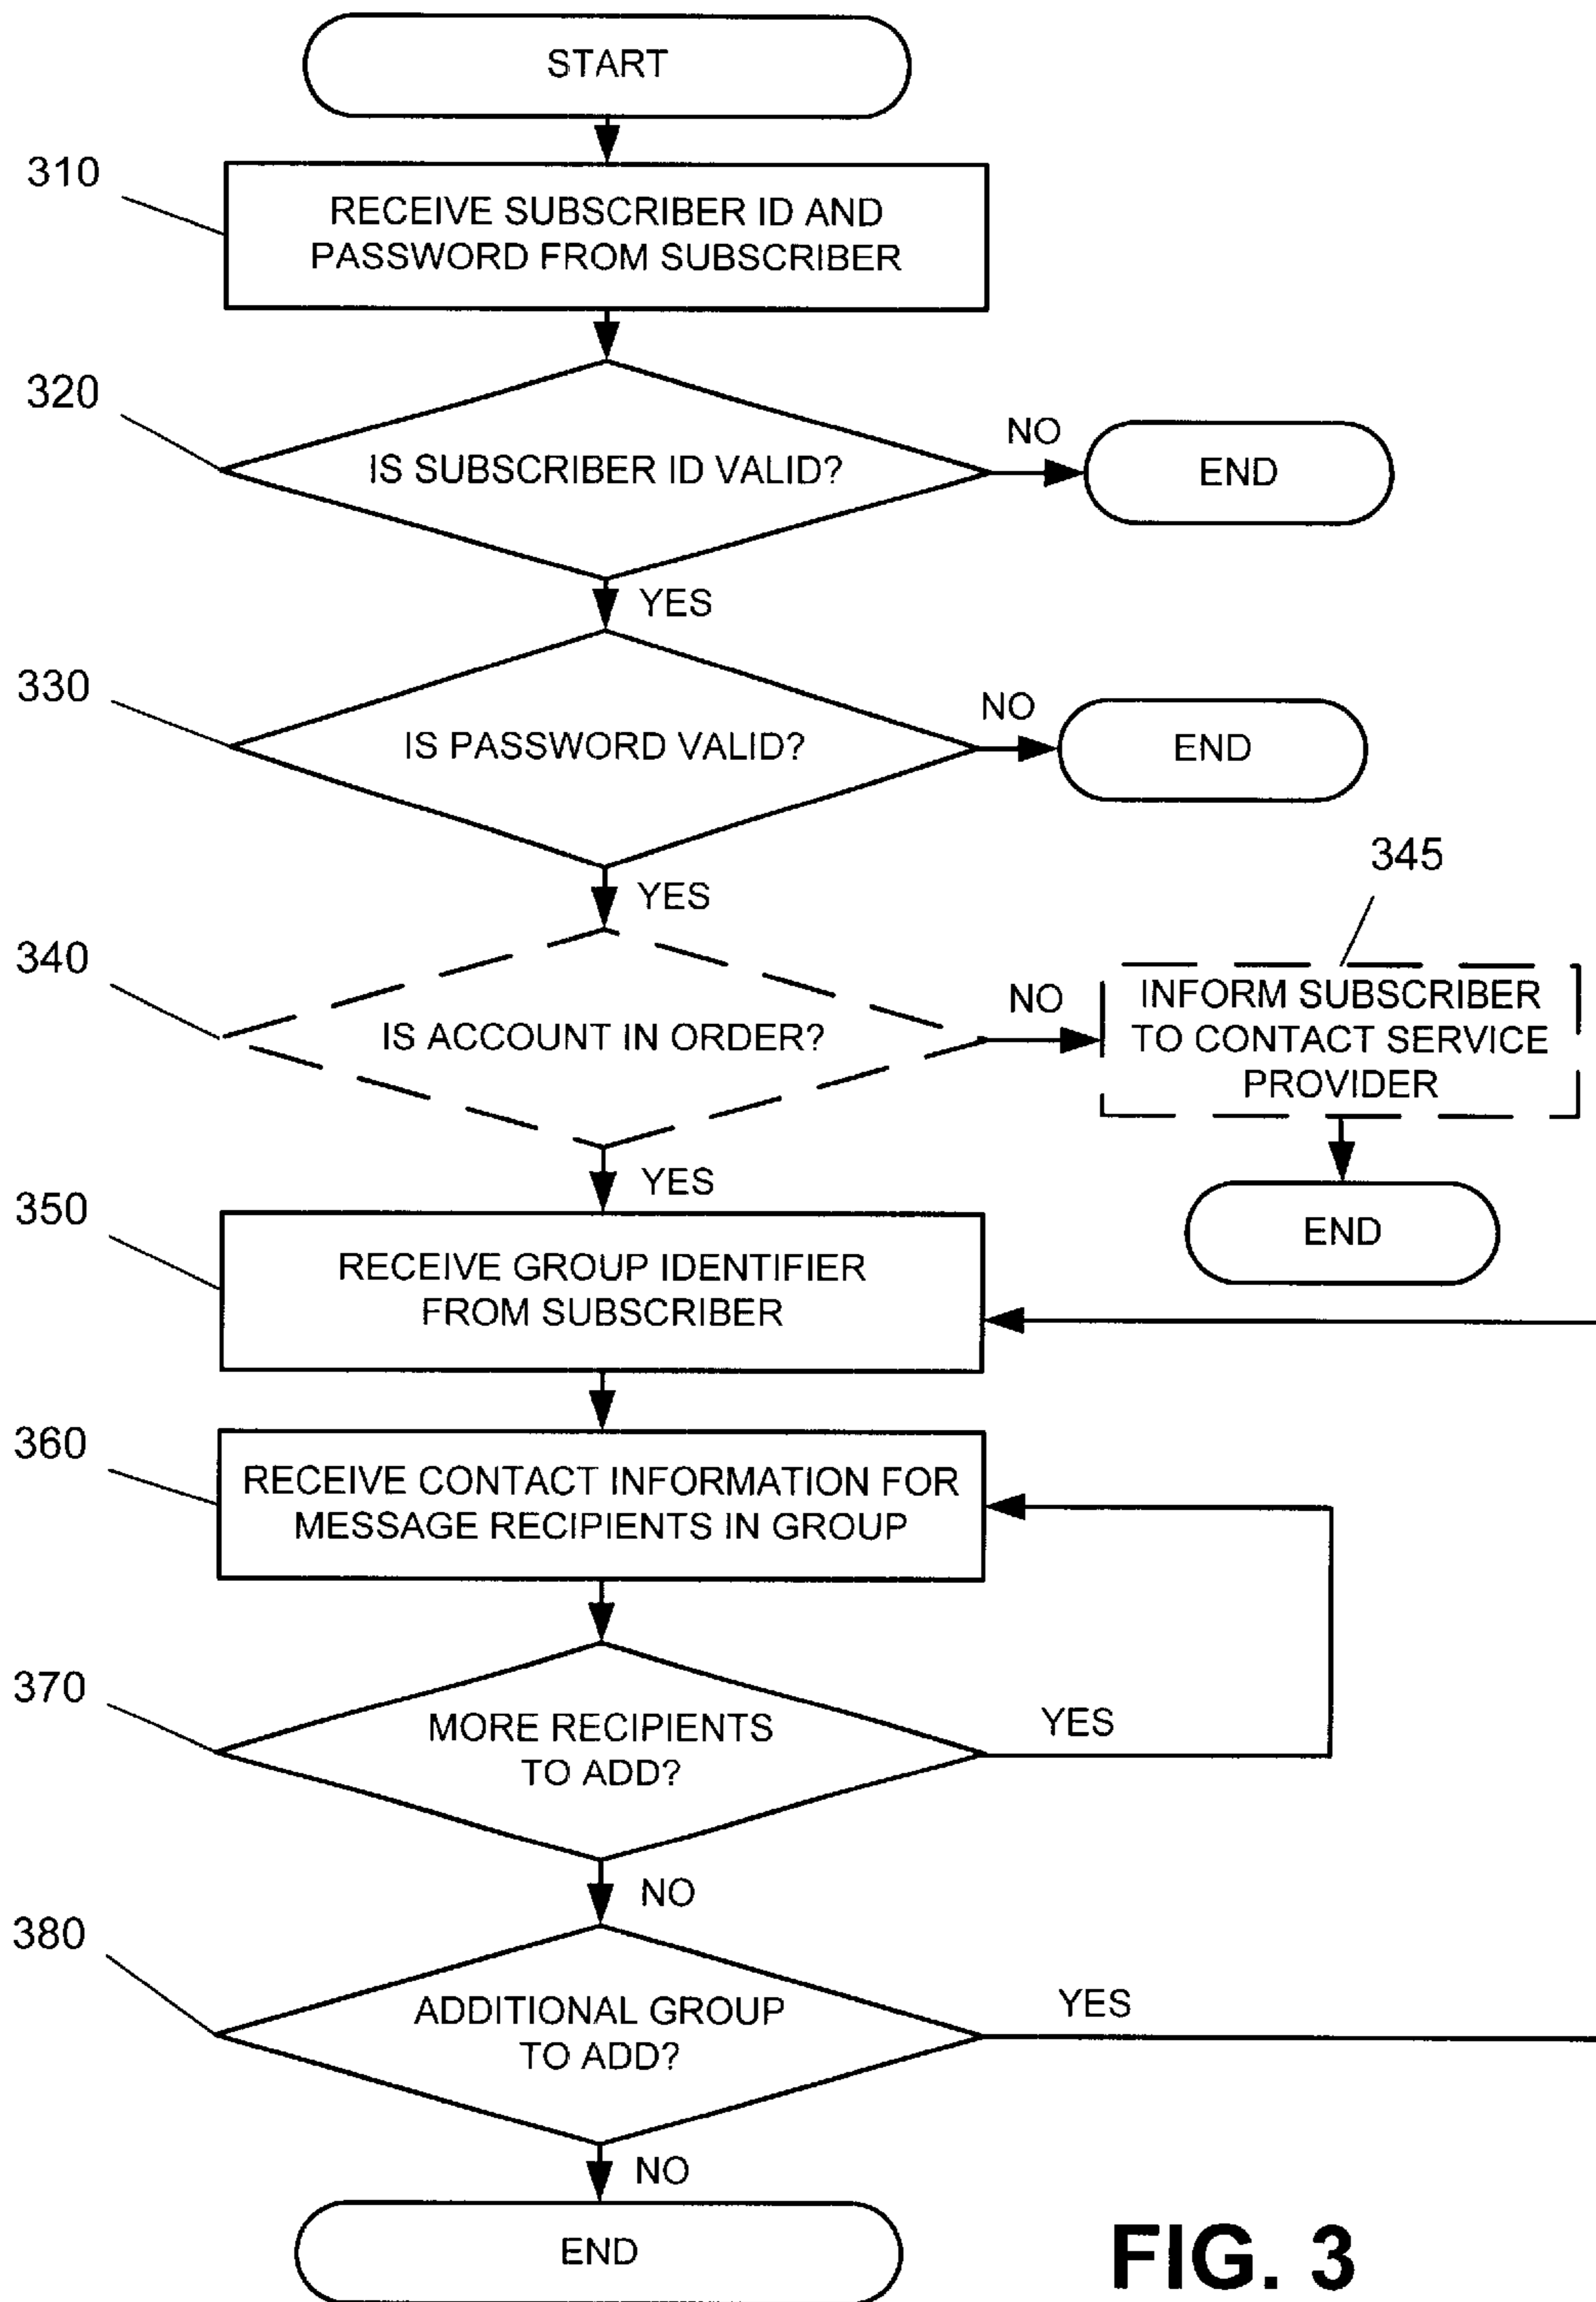 START
310
RECEIVE SUBSCRIBER ID AND
PASSWORD FROM SUBSCRIBER
320
IS SUBSCRIBER ID VALID?
NO
END
YES
330
IS PASSWORD VALID?
NO
END
YES
340
IS ACCOUNT IN ORDER?
NO
345
INFORM SUBSCRIBER
TO CONTACT SERVICE
PROVIDER
END
YES
350
RECEIVE GROUP IDENTIFIER
FROM SUBSCRIBER
360
RECEIVE CONTACT INFORMATION FOR
MESSAGE RECIPIENTS IN GROUP
370
MORE RECIPIENTS
TO ADD?
YES
NO
380
ADDITIONAL GROUP
TO ADD?
YES
NO
END
FIG. 3